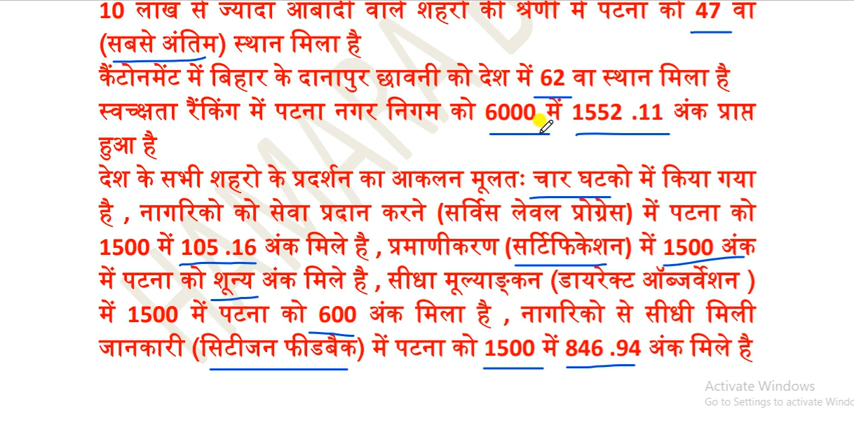 10 लाख से ज्यादा आबादी वाले शहरो की श्रेणी में पटना को 47 वा
(सबसे अंतिम) स्थान मिला है
कैंटोनमेंट में बिहार के दानापुर छावनी को देश में 62 वा स्थान मिला है
स्वच्क्षता रैंकिंग में पटना नगर निगम को 6000 में 1552 .11 अंक प्राप्त
हुआ है
देश के सभी शहरो के प्रदर्शन का आकलन मूलतः चार घटको में किया गया
है , नागरिको को सेवा प्रदान करने (सर्विस लेवल प्रोग्रेस) में पटना को
1500 में 105 .16 अंक मिले है , प्रमाणीकरण (सर्टिफिकेशन) में 1500 अंक
में पटना को शून्य अंक मिले है , सीधा मूल्याङ्कन (डायरेक्ट ऑब्जर्वेशन )
में 1500 में पटना को 600 अंक मिला है , नागरिको से सीधी मिली
जानकारी (सिटीजन फीडबैक) में पटना को 1500 में 846 .94 अंक मिले है
Activate Windows
Go to Settings to activate Windo